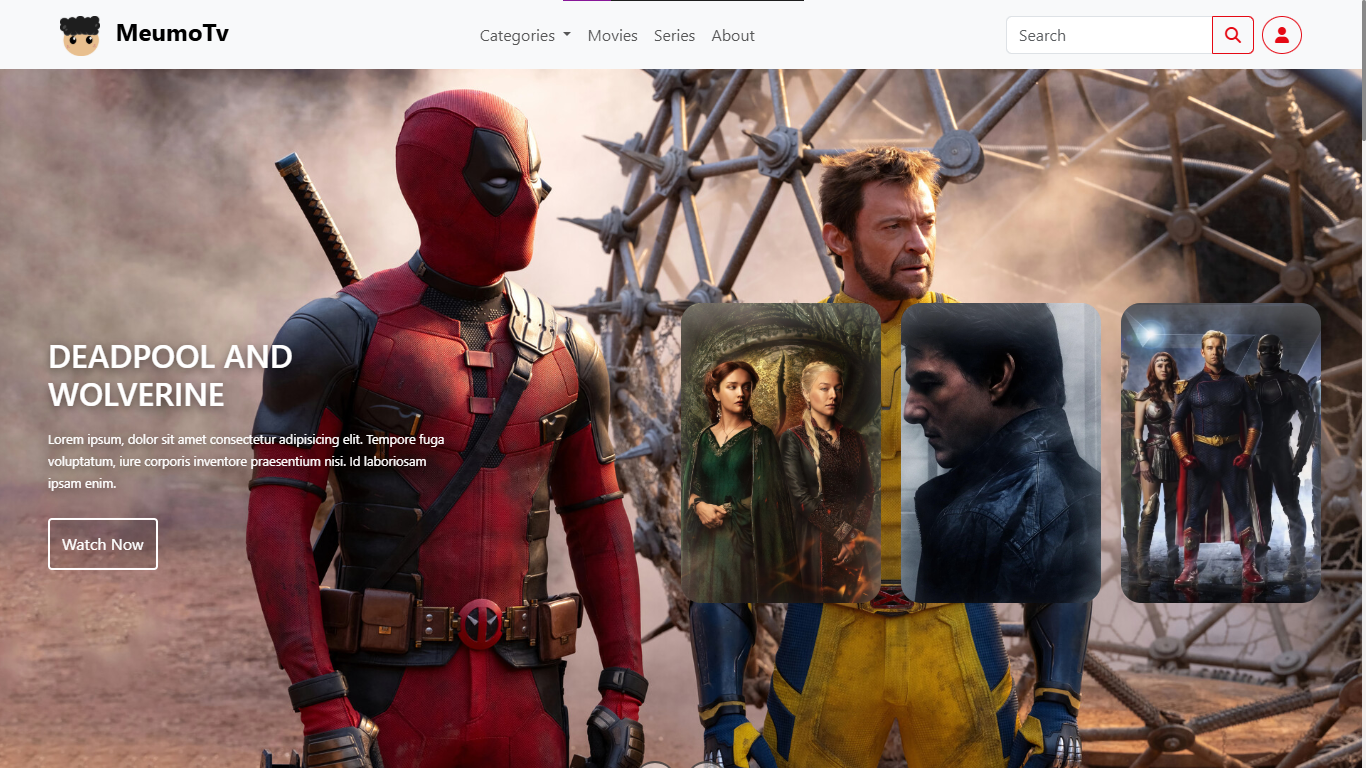 MeumoTv
Categories
Movies
Series
About
Search
DEADPOOL AND
WOLVERINE
Lorem ipsum, dolor sit amet consectetur adipisicing elit. Tempore fuga
voluptatum, iure corporis inventore praesentium nisi. Id laboriosam
ipsam enim.
Watch Now